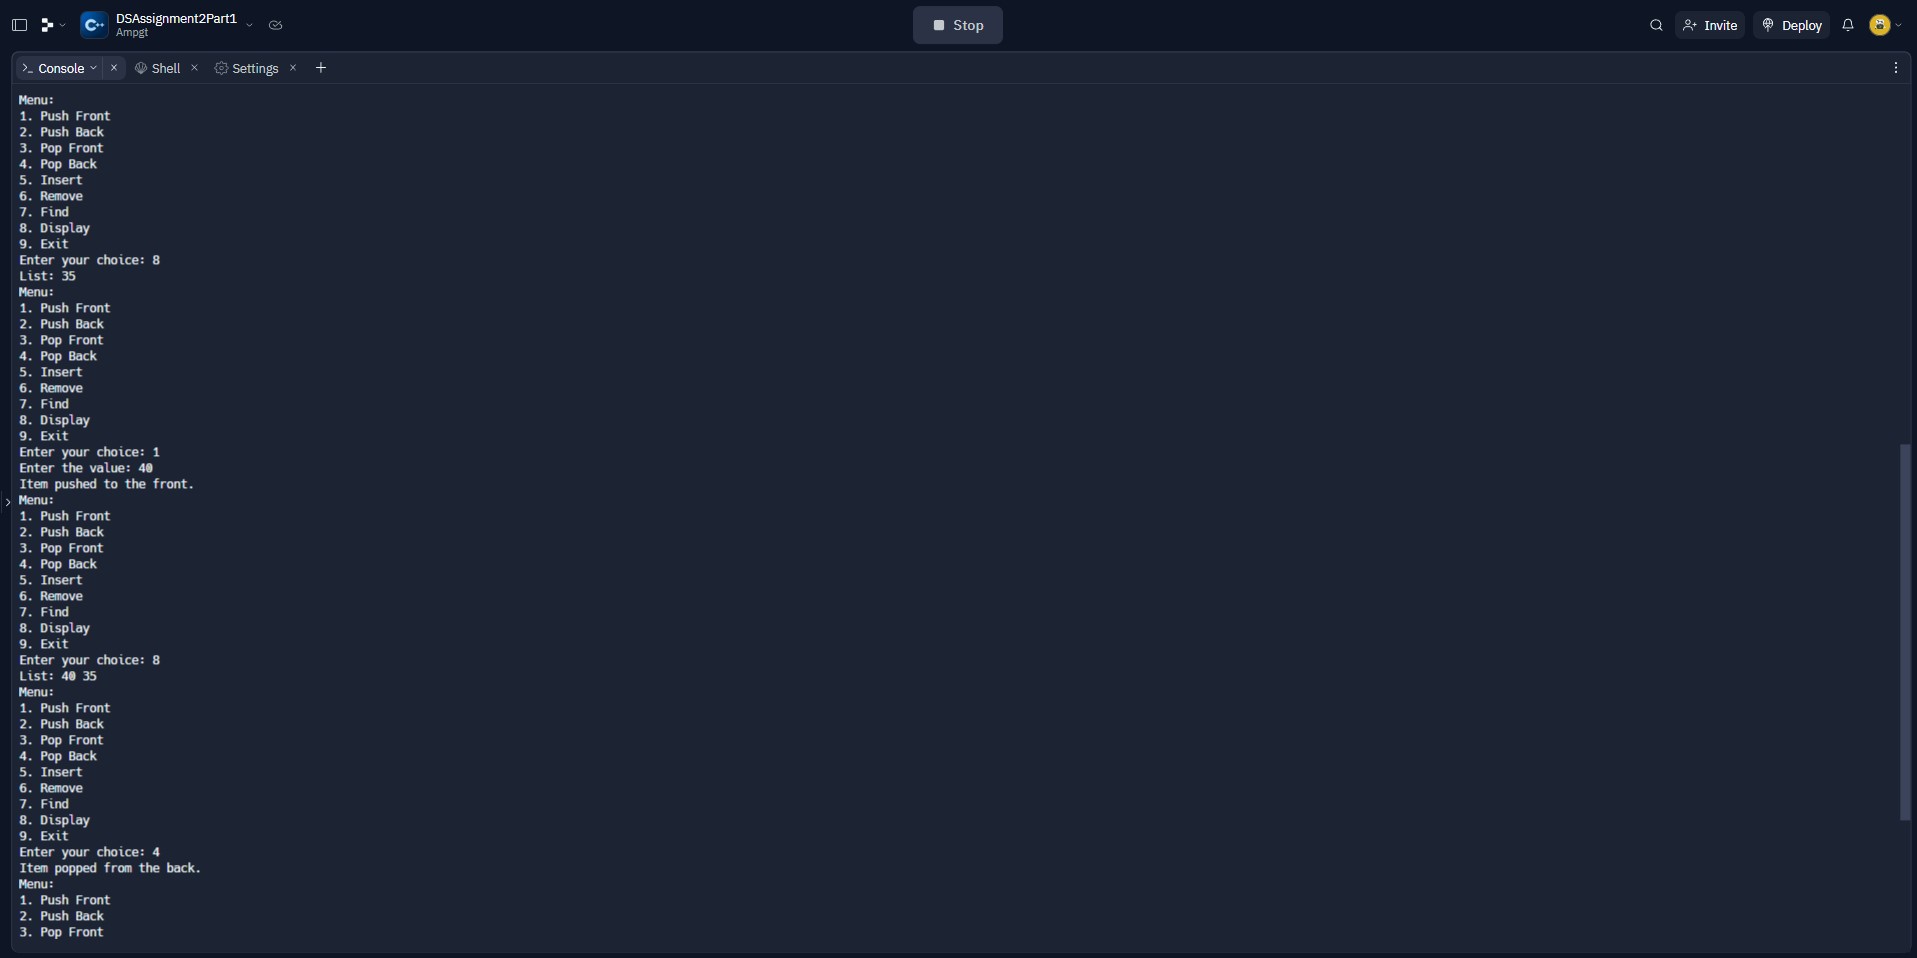 DSAssignment2Part1
Ampgt
Stop
Invite
Deploy
Console
Shell
Settings
Menu:
1. Push Front
2. Push Back
3. Pop Front
4. Pop Back
5. Insert
6. Remove
7. Find
8. Display
9. Exit
Enter your choice: 8
List: 35
Menu:
1. Push Front
2. Push Back
3. Pop Front
4. Pop Back
5. Insert
6. Remove
7. Find
8. Display
9. Exit
Enter your choice: 1
Enter the value: 40
Item pushed to the front.
Menu:
1. Push Front
2. Push Back
3. Pop Front
4. Pop Back
5. Insert
6. Remove
7. Find
8. Display
9. Exit
Enter your choice: 8
List: 40 35
Menu:
1. Push Front
2. Push Back
3. Pop Front
4. Pop Back
5. Insert
6. Remove
7. Find
8. Display
9. Exit
Enter your choice: 4
Item popped from the back.
Menu:
1. Push Front
2. Push Back
3. Pop Front